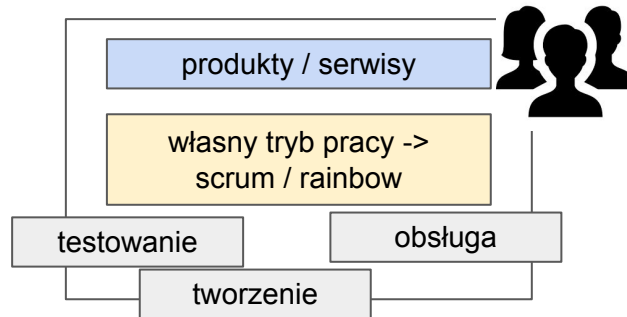 produkty / serwisy
własny tryb pracy ->
scrum / rainbow
testowanie
obsługa
tworzenie